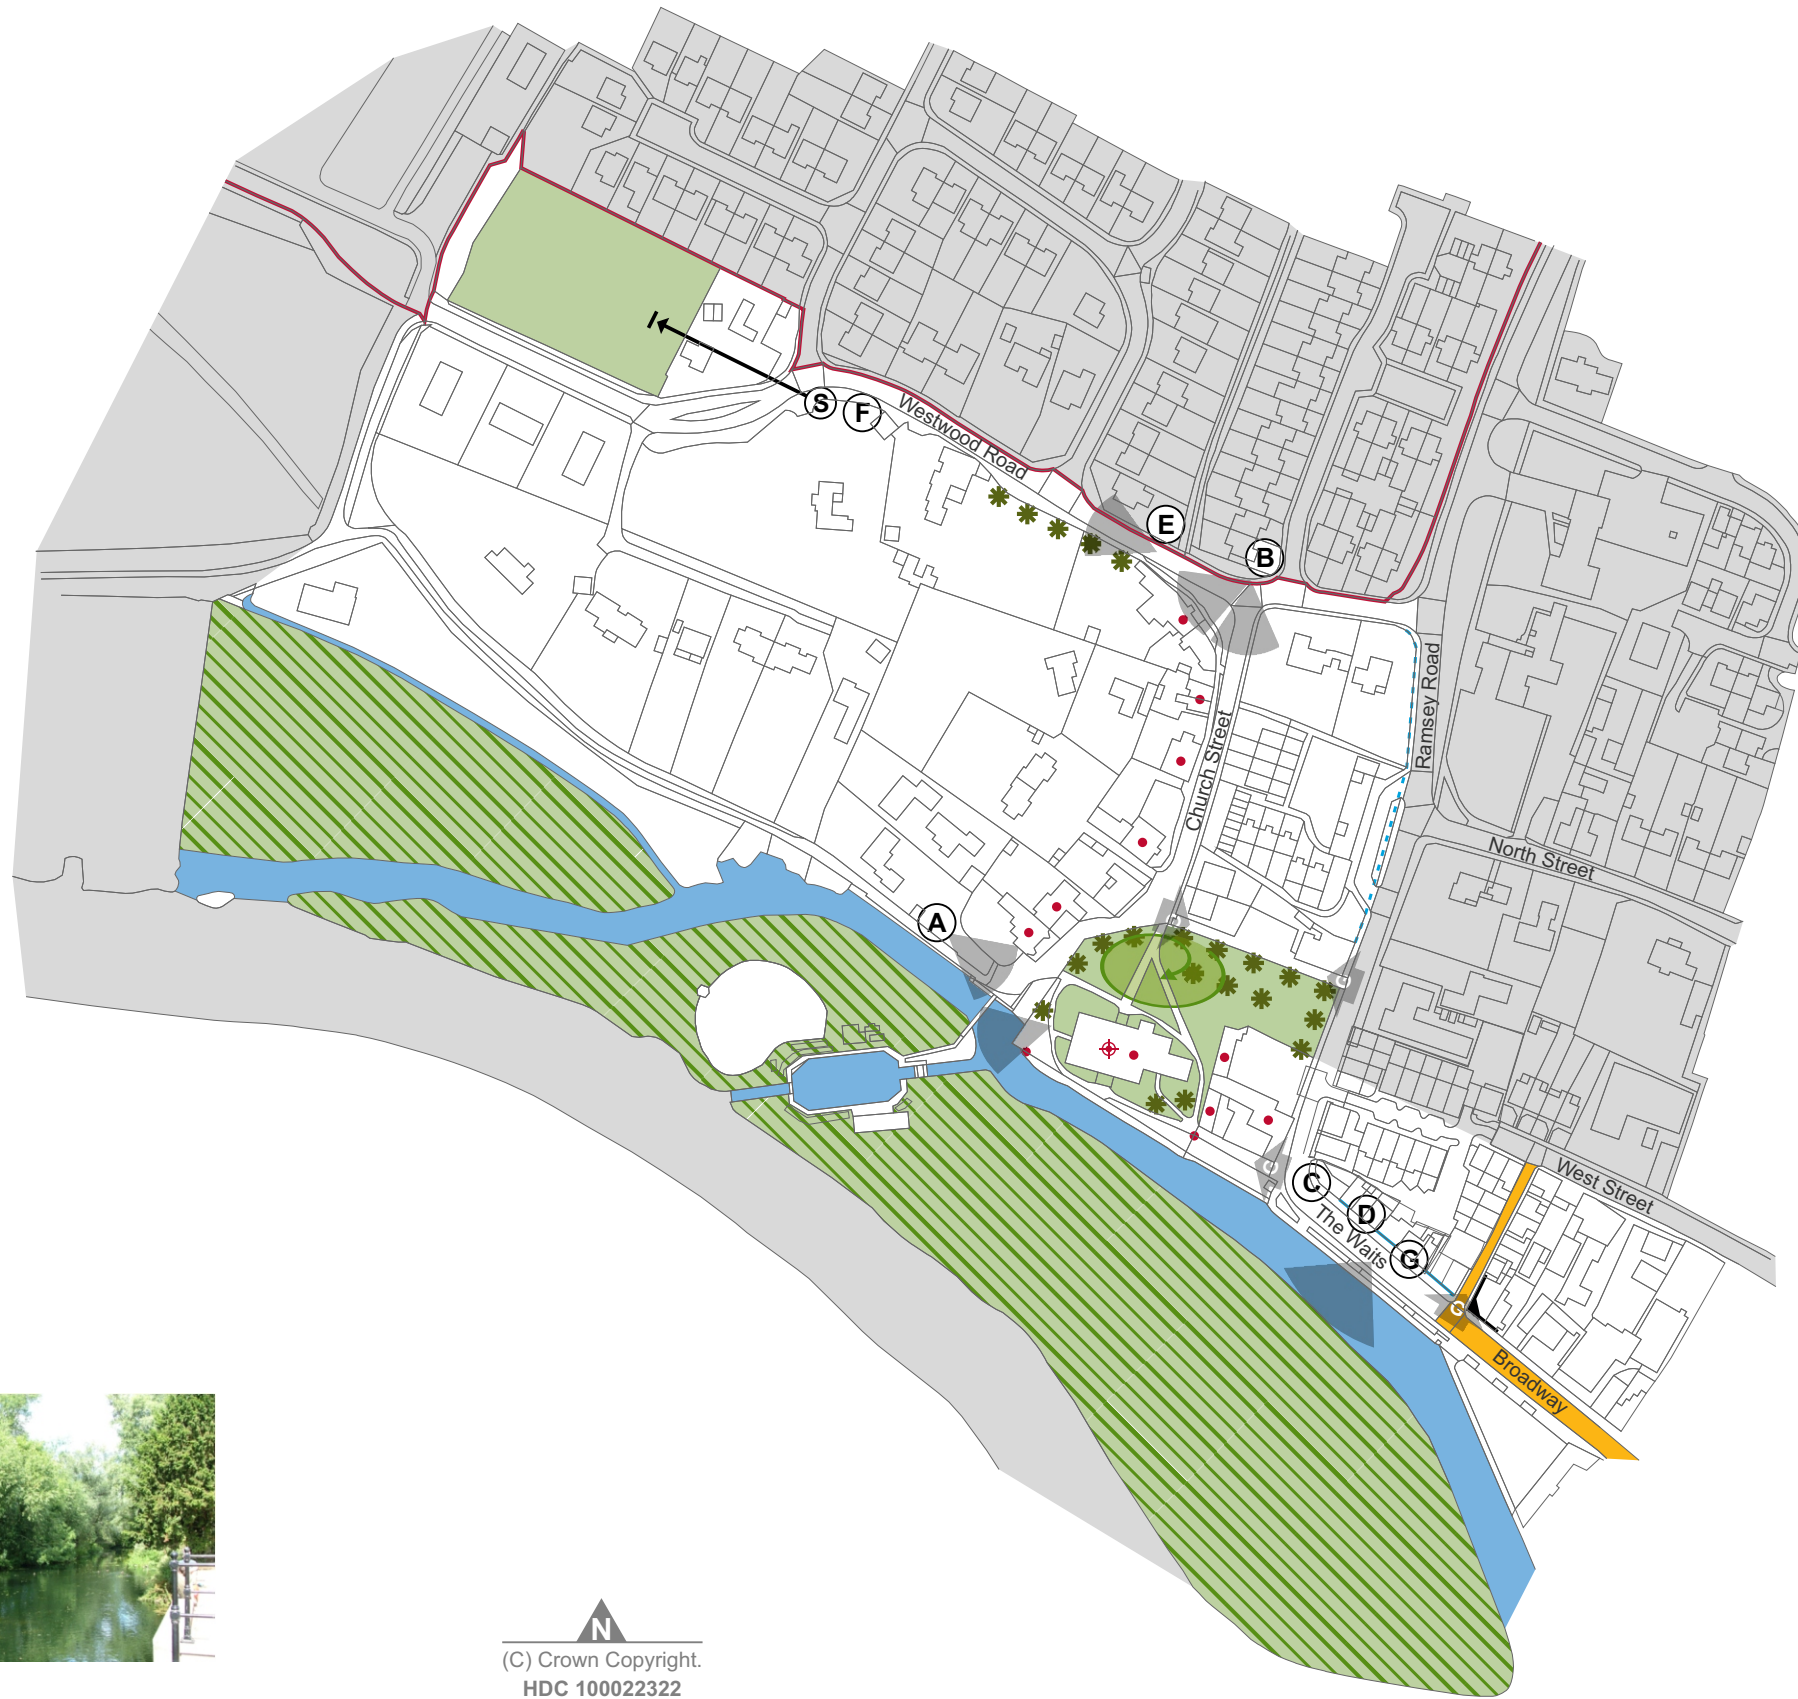 S
F
Westwood Road
E
B
Ramsey Road
Church Street
North Street
A
G
G
G
C
D
G
The Waits
West Street
G
Broadway
N
(C) Crown Copyright.
HDC 100022322